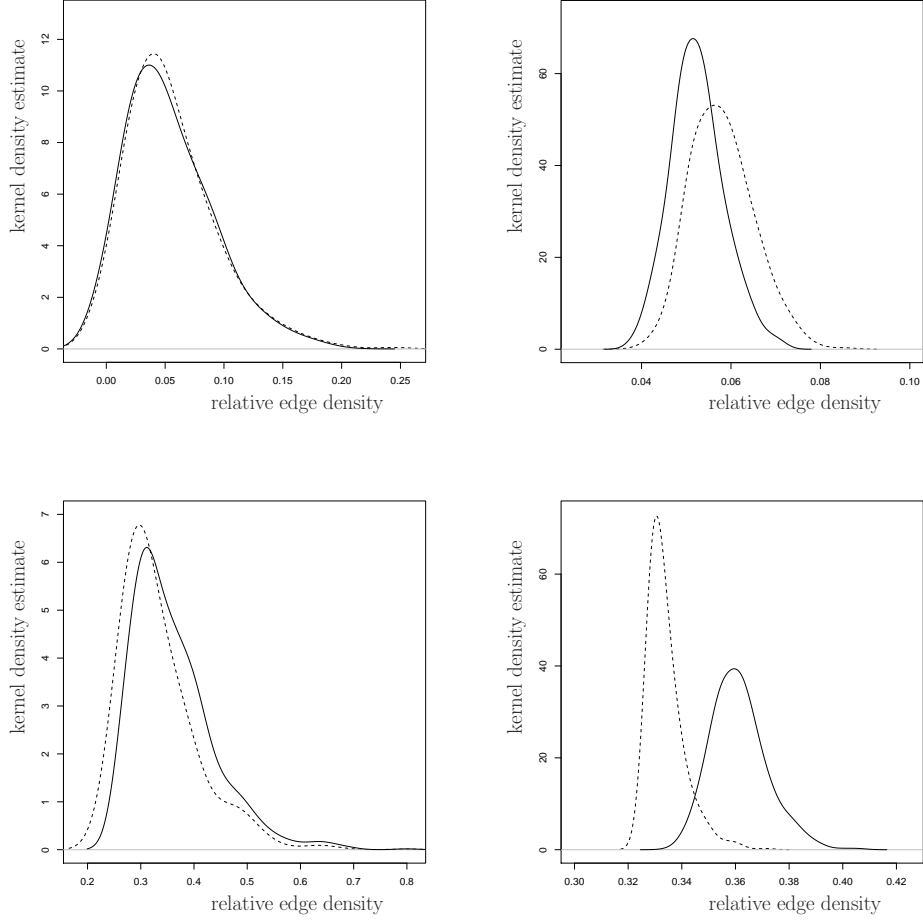 kernel density estimate
0 2 4 6 8 10 12
0.00 0.05 0.10 0.15 0.20 0.25
relative edge density
kernel density estimate
0 20 40 60
0.04 0.06 0.08 0.10
relative edge density
kernel density estimate
0 1 2 3 4 5 6 7
0.2 0.3 0.4 0.5 0.6 0.7 0.8
relative edge density
kernel density estimate
0 20 40 60
0.30 0.32 0.34 0.36 0.38 0.40 0.42
relative edge density